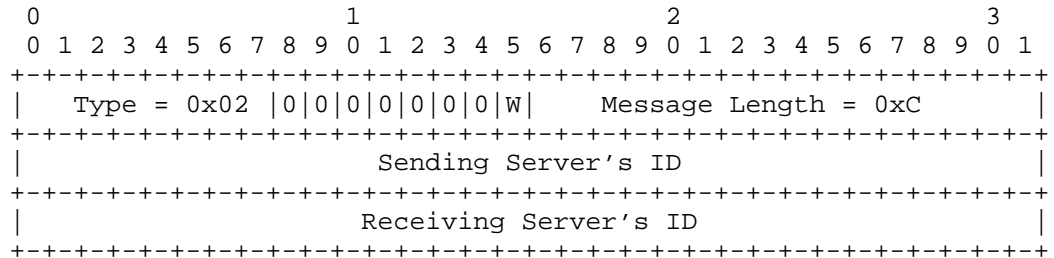 0                   1                   2                   3
 0 1 2 3 4 5 6 7 8 9 0 1 2 3 4 5 6 7 8 9 0 1 2 3 4 5 6 7 8 9 0 1
+-+-+-+-+-+-+-+-+-+-+-+-+-+-+-+-+-+-+-+-+-+-+-+-+-+-+-+-+-+-+-+-+
|   Type = 0x02 |0|0|0|0|0|0|0|W|    Message Length = 0xC       |
+-+-+-+-+-+-+-+-+-+-+-+-+-+-+-+-+-+-+-+-+-+-+-+-+-+-+-+-+-+-+-+-+
|                      Sending Server’s ID                      |
+-+-+-+-+-+-+-+-+-+-+-+-+-+-+-+-+-+-+-+-+-+-+-+-+-+-+-+-+-+-+-+-+
|                     Receiving Server’s ID                     |
+-+-+-+-+-+-+-+-+-+-+-+-+-+-+-+-+-+-+-+-+-+-+-+-+-+-+-+-+-+-+-+-+